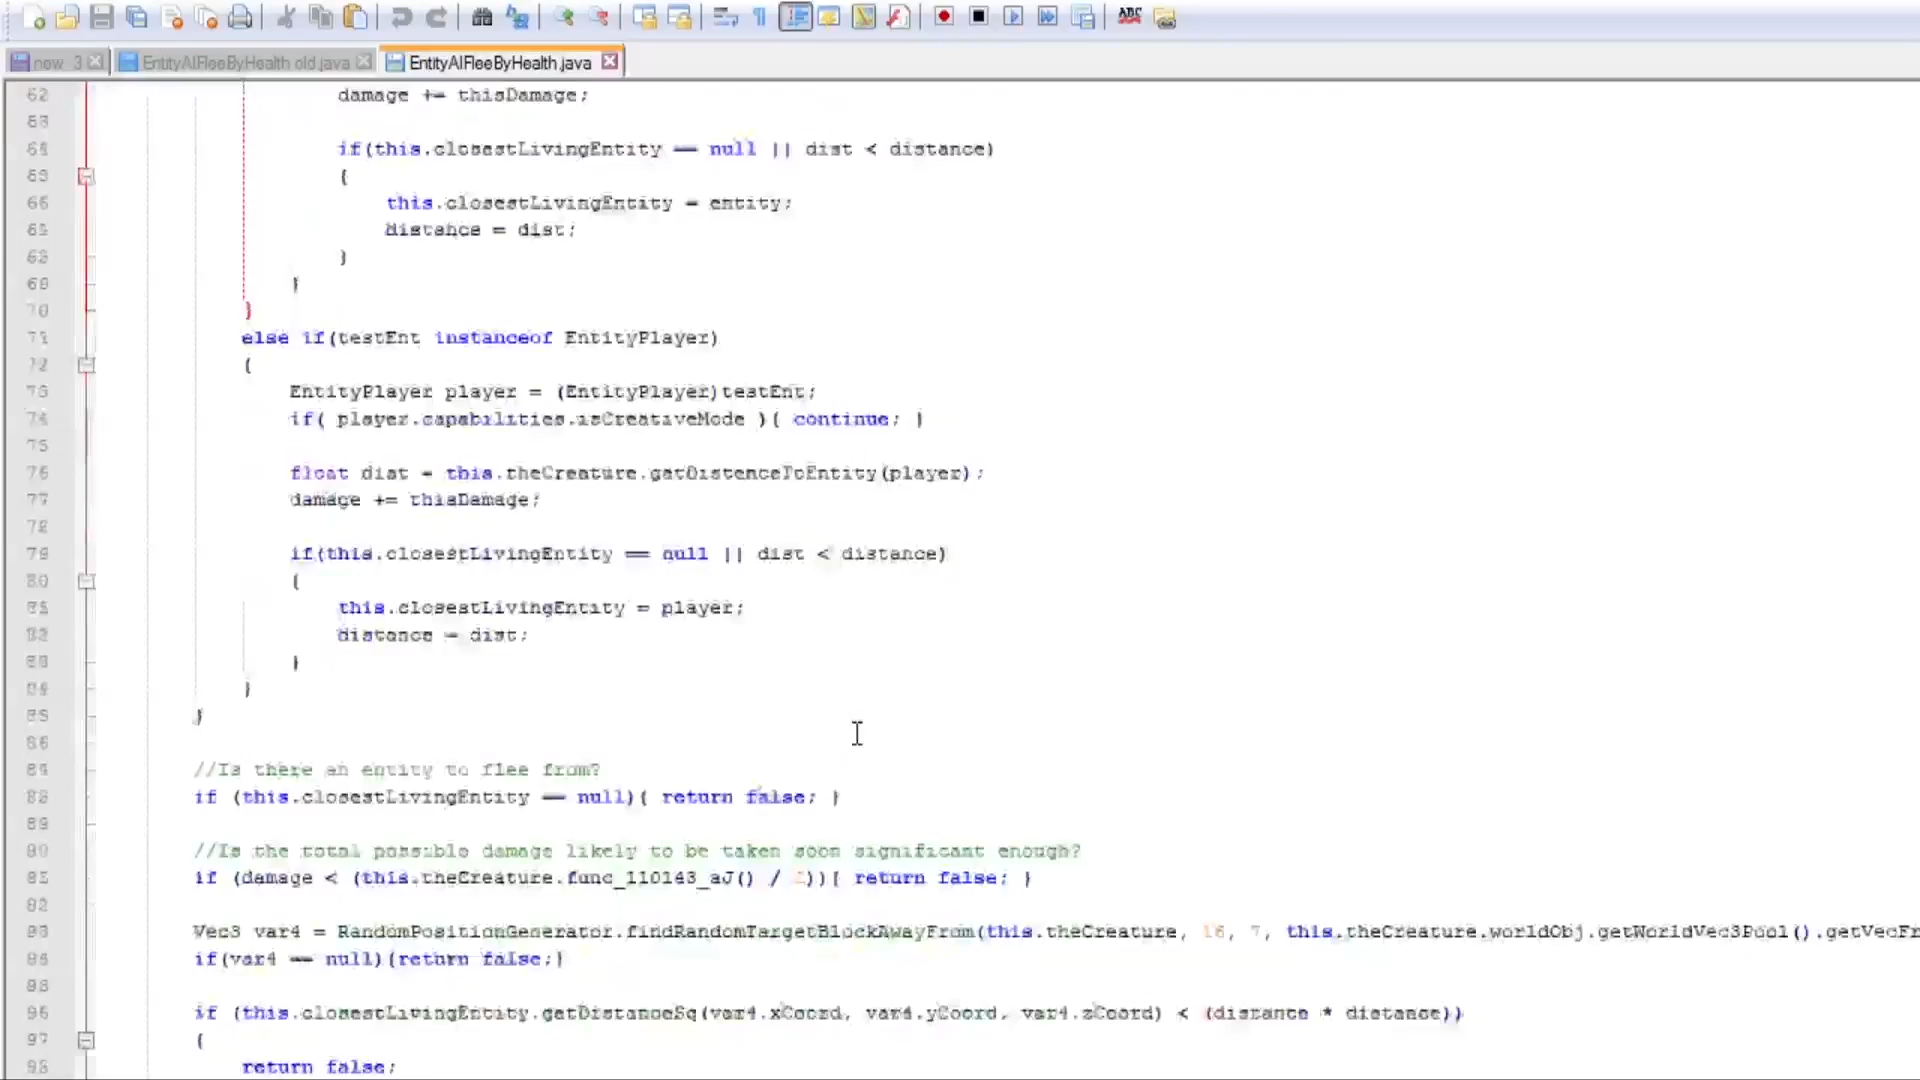 new 3 EntityAIFleeByHealth old.java EntityAIFleeByHealth.java
62 damage += thisDamage;
63
64 if(this.closestLivingEntity == null || dist < distance)
65 {
66 this.closestLivingEntity = entity;
67 distance = dist;
68 }
69 }
70 }
71 else if(testEnt instanceof EntityPlayer)
72 {
73 EntityPlayer player = (EntityPlayer)testEnt;
74 if( player.capabilities.isCreativeMode ){ continue; }
75
76 float dist = this.theCreature.getDistanceToEntity(player);
77 damage += thisDamage;
78
79 if(this.closestLivingEntity == null || dist < distance)
80 {
81 this.closestLivingEntity = player;
82 distance = dist;
83 }
84 }
85 }
86
87 //Is there an entity to flee from?
88 if (this.closestLivingEntity == null){ return false; }
89
90 //Is the total possible damage likely to be taken soon significant enough?
91 if (damage < (this.theCreature.func_110143_aJ() / )){ return false; }
92
93 Vec3 var4 = RandomPositionGenerator.findRandomTargetBlockAwayFrom(this.theCreature, 16, 7, this.theCreature.worldObj.getWorldVec3Pool().getVecFr
94 if(var4 == null){return false;}
95
96 if (this.closestLivingEntity.getDistanceSq(var4.xCoord, var4.yCoord, var4.zCoord) < (distance * distance))
97 {
98 return false;